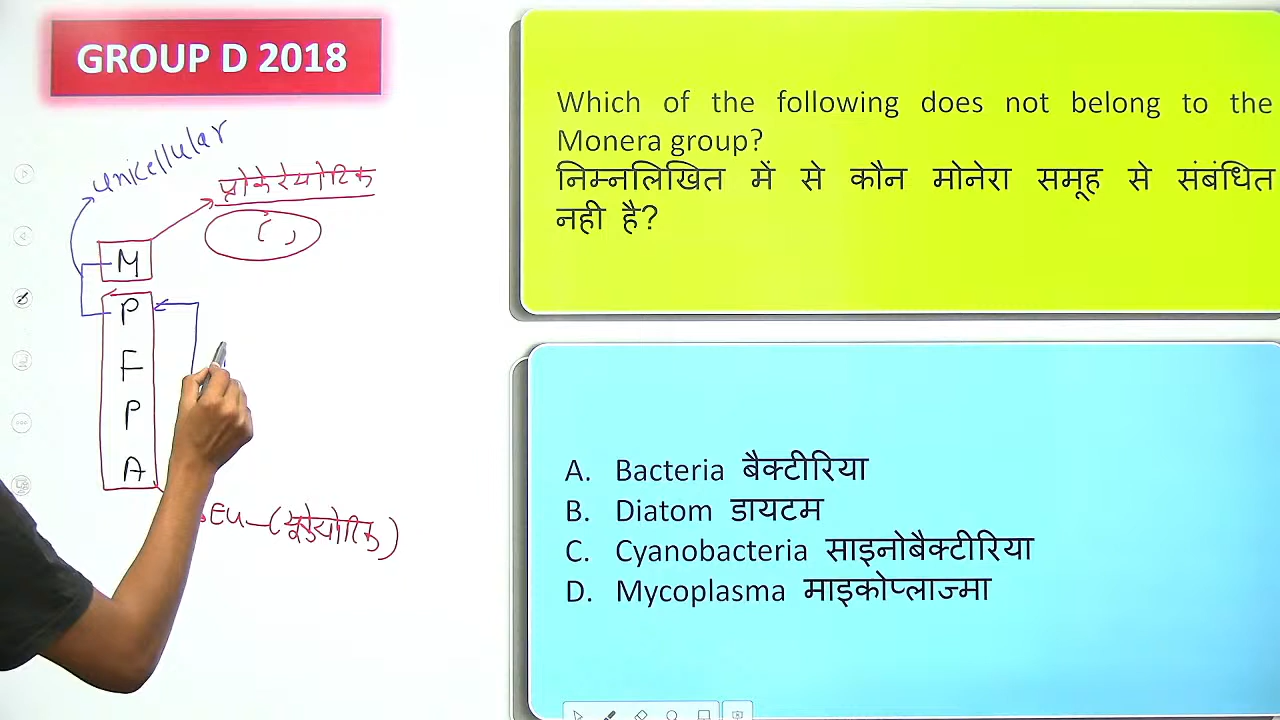 GROUP D 2018
unicellular
प्रोकेरेयोटिक
M
P
F
P
A
EU-(यूकेयोटिक)
Which of the following does not belong to the
Monera group?
निम्नलिखित में से कौन मोनेरा समूह से संबंधित
नही है?
A. Bacteria बैक्टीरिया
B. Diatom डायटम
C. Cyanobacteria साइनोबैक्टीरिया
D. Mycoplasma माइकोप्लाज्मा